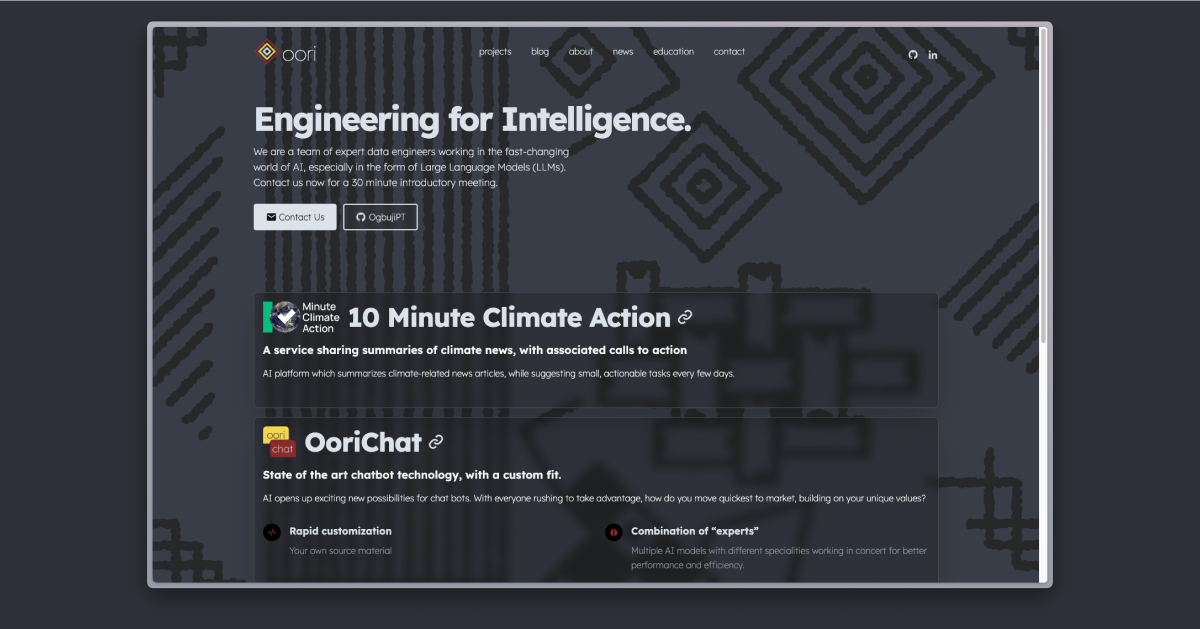 oori
projects blog about news education contact
Engineering for Intelligence.
We are a team of expert data engineers working in the fast-changing
world of AI, especially in the form of Large Language Models (LLMs).
Contact us now for a 30 minute introductory meeting.
Contact Us OgbujiPT
Minute
Climate
Action
10 Minute Climate Action
A service sharing summaries of climate news, with associated calls to action
AI platform which summarizes climate-related news articles, while suggesting small, actionable tasks every few days.
oori
chat
OoriChat
State of the art chatbot technology, with a custom fit.
AI opens up exciting new possibilities for chat bots. With everyone rushing to take advantage, how do you move quickest to market, building on your unique values?
Rapid customization
Your own source material
Combination of “experts”
Multiple AI models with different specialities working in concert for better
performance and efficiency.